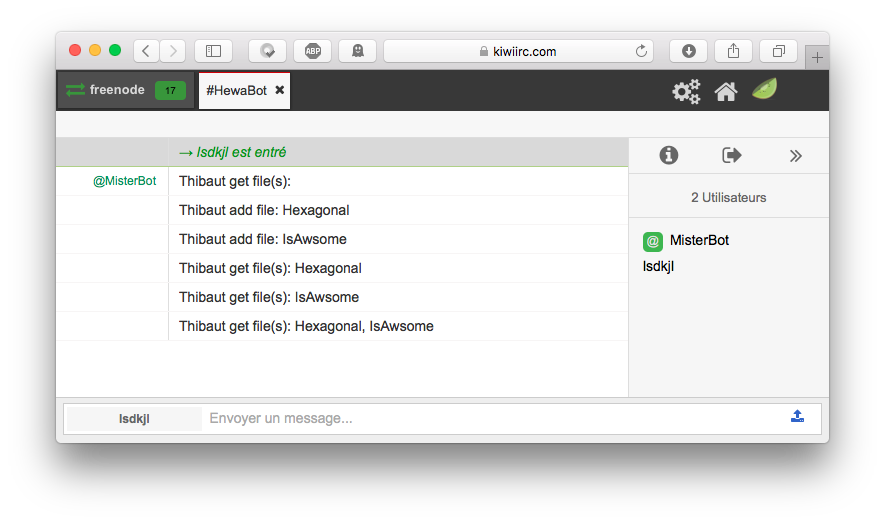 ABP
kiwiirc.com
freenode 17
#HewaBot
→ lsdkjl est entré
@MisterBot Thibaut get file(s):
Thibaut add file: Hexagonal
Thibaut add file: IsAwsome
Thibaut get file(s): Hexagonal
Thibaut get file(s): IsAwsome
Thibaut get file(s): Hexagonal, IsAwsome
2 Utilisateurs
@ MisterBot
lsdkjl
lsdkjl Envoyer un message...